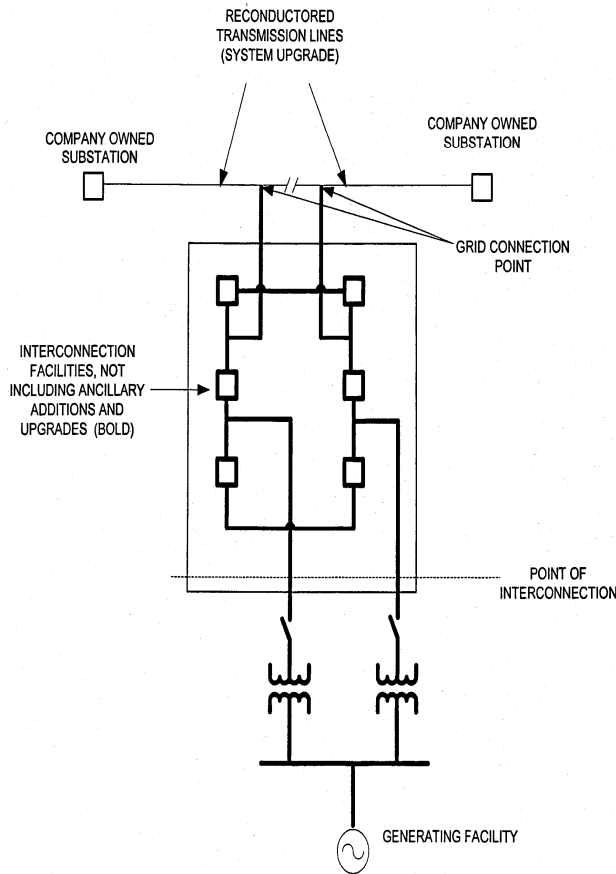 RECONDUCTORED
TRANSMISSION LINES
(SYSTEM UPGRADE)
COMPANY OWNED
SUBSTATION
COMPANY OWNED
SUBSTATION
GRID CONNECTION
POINT
INTERCONNECTION
FACILITIES, NOT
INCLUDING ANCILLARY
ADDITIONS AND
UPGRADES (BOLD)
POINT OF
INTERCONNECTION
GENERATING FACILITY